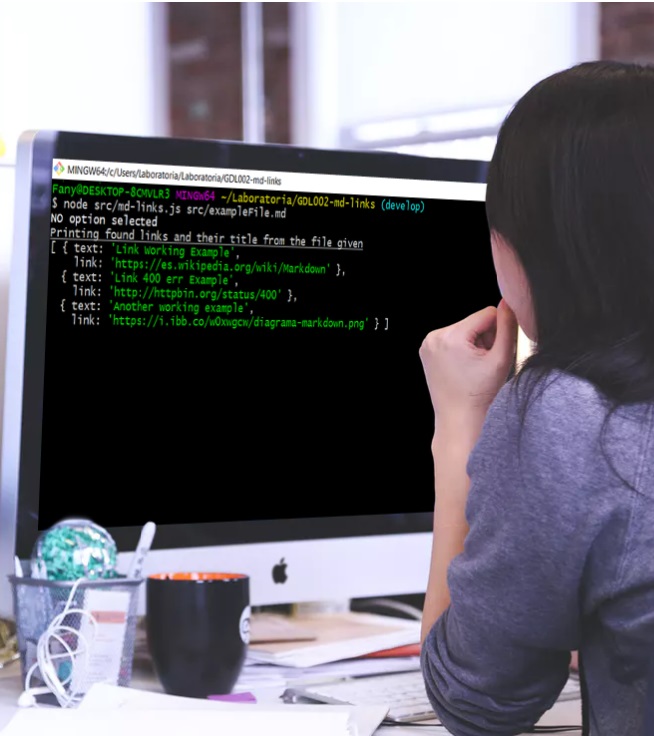 MINGW64:/c/Users/Laboratoria/Laboratoria/GDL002-md-links
Fany@DESKTOP-8CMVLR3 MINGW64 ~/Laboratoria/GDL002-md-links (develop)
$ node src/md-links.js src/exampleFile.md
NO option selected
Printing found links and their title from the file given
[ { text: 'Link Working Example',
link: 'https://es.wikipedia.org/wiki/Markdown' },
{ text: 'Link 400 err Example',
link: 'http://httpbin.org/status/400' },
{ text: 'Another working example',
link: 'https://i.ibb.co/w0xwgcw/diagrama-markdown.png' } ]